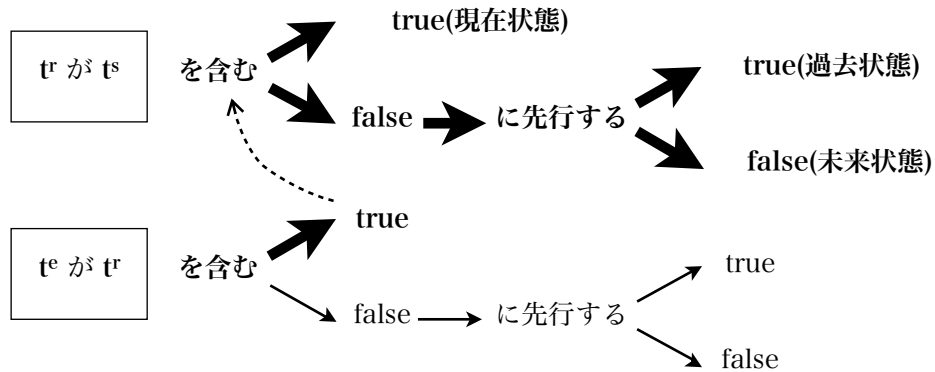 true(現在状態)
tʳ が tˢ
を含む
true(過去状態)
false
に先行する
false(未来状態)
true
tᵉ が tʳ
を含む
true
false
に先行する
false